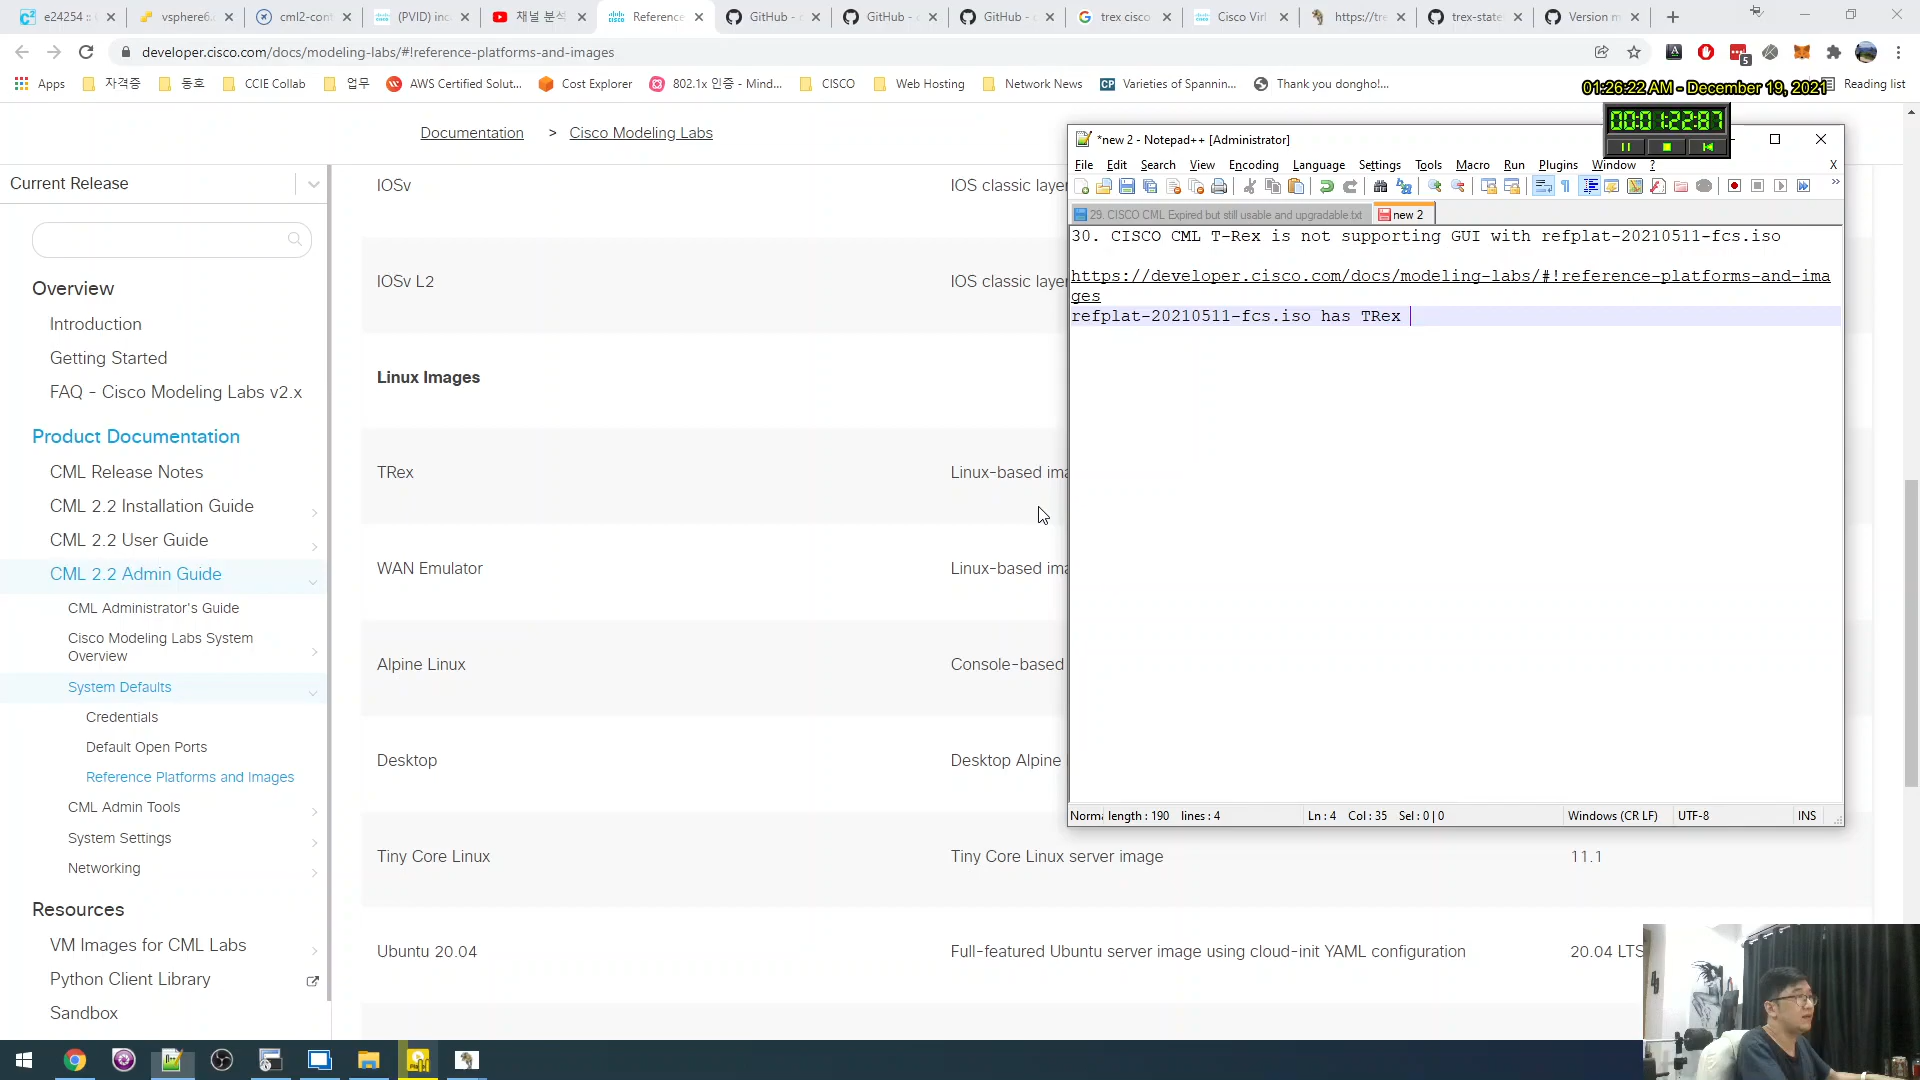 e24254 ::
vsphere6.
cml2-cont
(PVID) inc
채널 분석
Reference
GitHub - r
GitHub - c
GitHub - c
trex cisco
Cisco Virl
https://tre
trex-state
Version m
developer.cisco.com/docs/modeling-labs/#!reference-platforms-and-images
5
Apps
자격증
동호
CCIE Collab
업무
AWS Certified Solut...
Cost Explorer
802.1x 인증 - Mind...
CISCO
Web Hosting
Network News
CP
Varieties of Spannin...
Thank you dongho!...
Reading list
01:26:22 AM - December 19, 2021
00:01:22:87
Documentation > Cisco Modeling Labs
Current Release
Overview
Introduction
Getting Started
FAQ - Cisco Modeling Labs v2.x
Product Documentation
CML Release Notes
CML 2.2 Installation Guide
CML 2.2 User Guide
CML 2.2 Admin Guide
CML Administrator's Guide
Cisco Modeling Labs System
Overview
System Defaults
Credentials
Default Open Ports
Reference Platforms and Images
CML Admin Tools
System Settings
Networking
Resources
VM Images for CML Labs
Python Client Library
Sandbox
IOSv
IOS classic layer
IOSv L2
IOS classic layer
Linux Images
TRex
Linux-based ima
WAN Emulator
Linux-based ima
Alpine Linux
Console-based
Desktop
Desktop Alpine
Tiny Core Linux
Tiny Core Linux server image
11.1
Ubuntu 20.04
Full-featured Ubuntu server image using cloud-init YAML configuration
20.04 LTS
*new 2 - Notepad++ [Administrator]
File Edit Search View Encoding Language Settings Tools Macro Run Plugins Window ? X
29. CISCO CML Expired but still usable and upgradable.txt
new 2
30. CISCO CML T-Rex is not supporting GUI with refplat-20210511-fcs.iso
https://developer.cisco.com/docs/modeling-labs/#!reference-platforms-and-ima
ges
refplat-20210511-fcs.iso has TRex
Norma length : 190 lines : 4 Ln : 4 Col : 35 Sel : 0 | 0 Windows (CR LF) UTF-8 INS